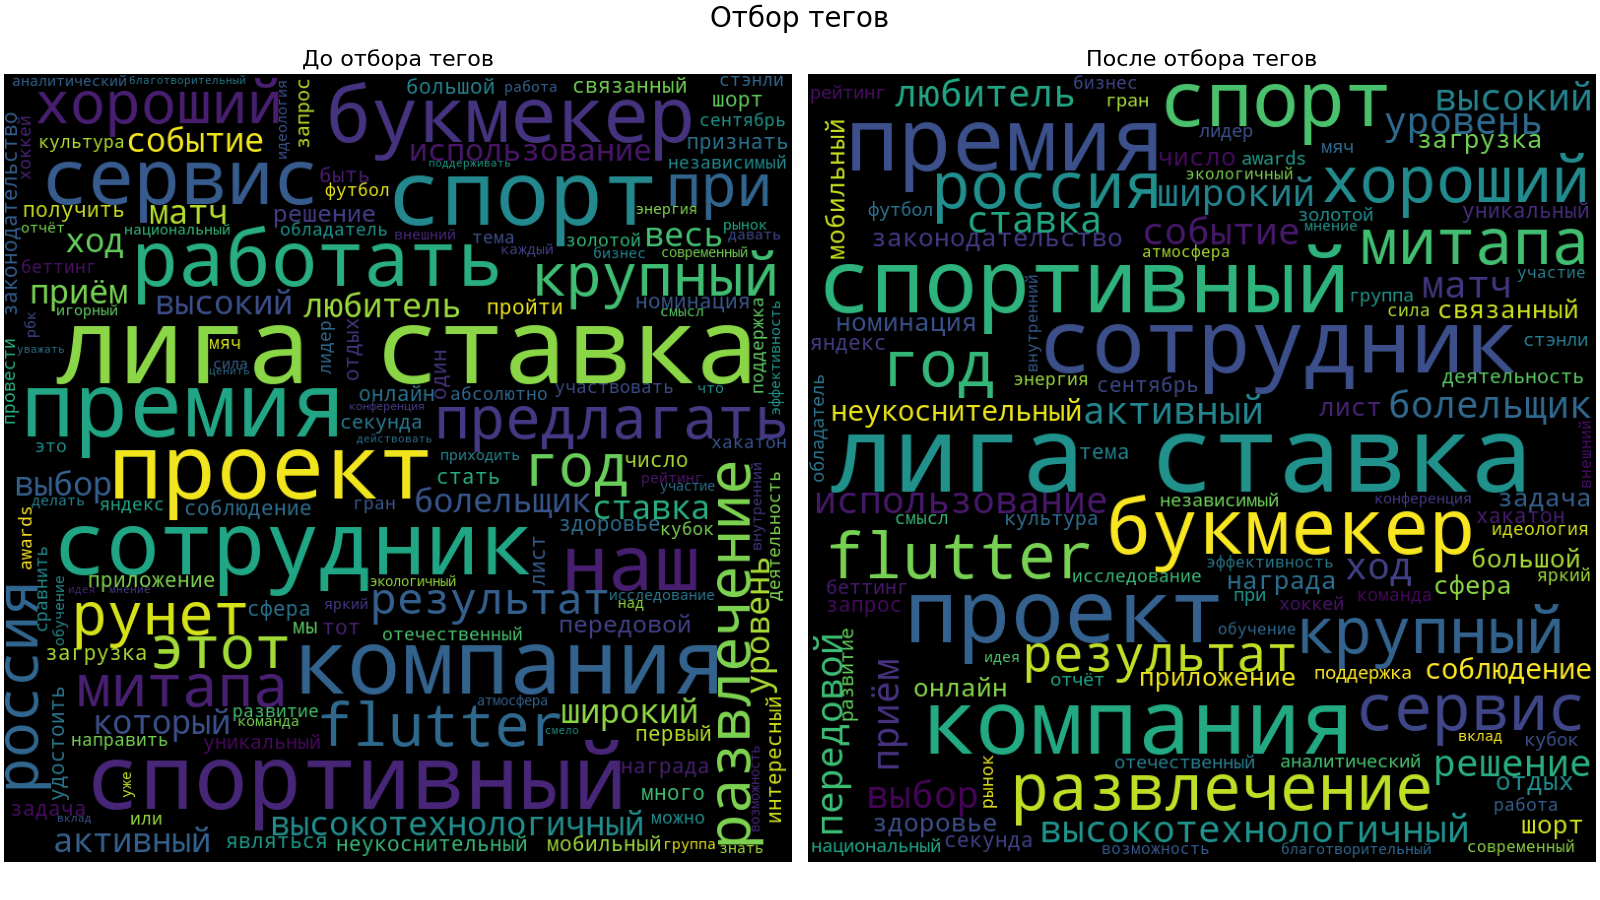 Отбор тегов
До отбора тегов
аналитический благотворительный
хороший
запрос
идеология
большой работа связанный стэнли
букмекер
шорт
сентябрь
законодательство
хоккей
культура событие
использование
признать
поддерживать
независимый
сервис
быть
футбол
спорт
при
получить матч решение
энергия
отчёт
национальный
обладатель
внешний тема
каждый
золотой
бизнес
весь
рынок
давать
современный
ход
работать
беттинг
крупный
приём
высокий любитель пройти номинация
игорный
смысл
рбк
лига ставка
мяч
сила
ценить
уважать
лидер
отдых
поддержка
эффективность
провести
премия
онлайн абсолютно
один
участвовать что
конференция
секунда
действовать
предлагать
хакатон
это
проект
приходить
год
число
стать
рейтинг
участие
выбор
делать яндекс соблюдение гран болельщик ставка
здоровье кубок
awards
сотрудник
лист
наш
развлечение
внутренний
деятельность
сравнить
обучение
приложение
экологичный
идея мнение
рунет
сфера
яркий
результат
исследование
над
мы тот отечественный передовой
уровень
россия
загрузка этот
компания
митапа
атмосфера
который развитие
команда
flutter
смело
широкий
первый
интересный
направить
уникальный
удостоить
спортивный
уже
награда
много
возможность
задача
вклад
или
высокотехнологичный можно
активный являться неукоснительный мобильный группа знать
После отбора тегов
рейтинг
любитель
бизнес
гран
спорт
высокий
мобильный
премия
лидер
мяч
уровень
загрузка
число awards
экологичный
россия
широкий
хороший
футбол
ставка
золотой
мнение
уникальный
законодательство
событие
атмосфера
митапа
спортивный
участие
группа матч
сила связанный
номинация
внутренний
сотрудник
яндекс
стэнли
год
энергия сентябрь
деятельность
обладатель
неукоснительный активный
лист болельщик
лига ставка
тема
внешний
использование
независимый
конференция задача
смысл культура
букмекер
хакатон
идеология
flutter
эффективность
исследование награда
ход
большой
яркий
беттинг
запрос
при хоккей команда
сфера
проект
обучение
крупный
передовой
развитие
приём
идея
результат
отчёт приложение
поддержка соблюдение
онлайн
компания
сервис
вклад кубок
отечественный аналитический решение
рынок
выбор
развлечение
отдых
работа
здоровье
секунда
высокотехнологичный
шорт
национальный
возможность благотворительный современный